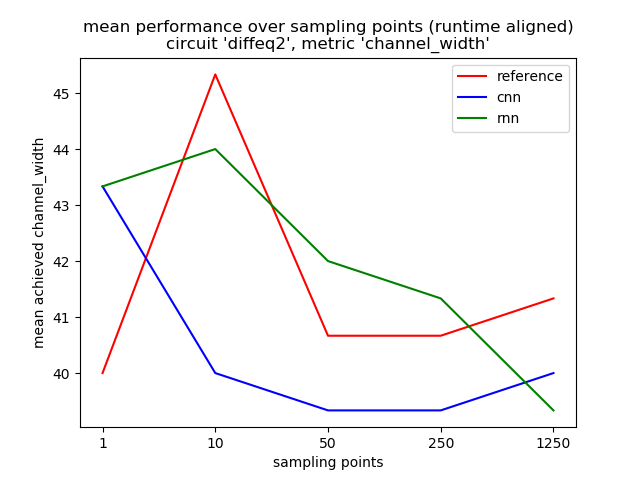 mean performance over sampling points (runtime aligned)
circuit 'diffeq2', metric 'channel_width'
reference
cnn
rnn
mean achieved channel_width
45
44
43
42
41
40
1
10
50
250
1250
sampling points